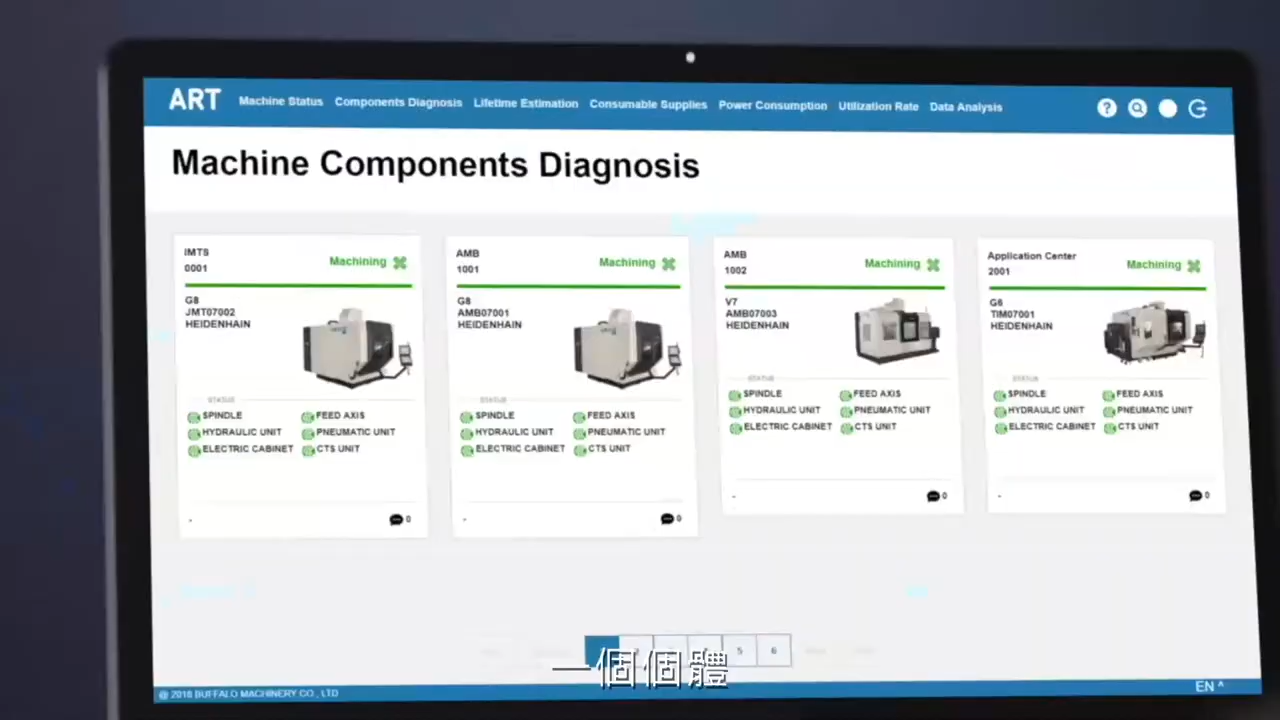 ART Machine Status Components Diagnosis Lifetime Estimation Consumable Supplies Power Consumption Utilization Rate Data Analysis ?
Machine Components Diagnosis
IMTS
0001
Machining
G8
JMT07002
HEIDENHAIN
STATUS
SPINDLE FEED AXIS
HYDRAULIC UNIT PNEUMATIC UNIT
ELECTRIC CABINET CTS UNIT
- 0
AMB
1001
Machining
G8
AMB07001
HEIDENHAIN
STATUS
SPINDLE FEED AXIS
HYDRAULIC UNIT PNEUMATIC UNIT
ELECTRIC CABINET CTS UNIT
- 0
AMB
1002
Machining
V7
AMB07003
HEIDENHAIN
STATUS
SPINDLE FEED AXIS
HYDRAULIC UNIT PNEUMATIC UNIT
ELECTRIC CABINET CTS UNIT
- 0
Application Center
2001
Machining
G6
TIM07001
HEIDENHAIN
STATUS
SPINDLE FEED AXIS
HYDRAULIC UNIT PNEUMATIC UNIT
ELECTRIC CABINET CTS UNIT
- 0
5 6
一個個體
@ 2018 BUFFALO MACHINERY CO., LTD
EN ^